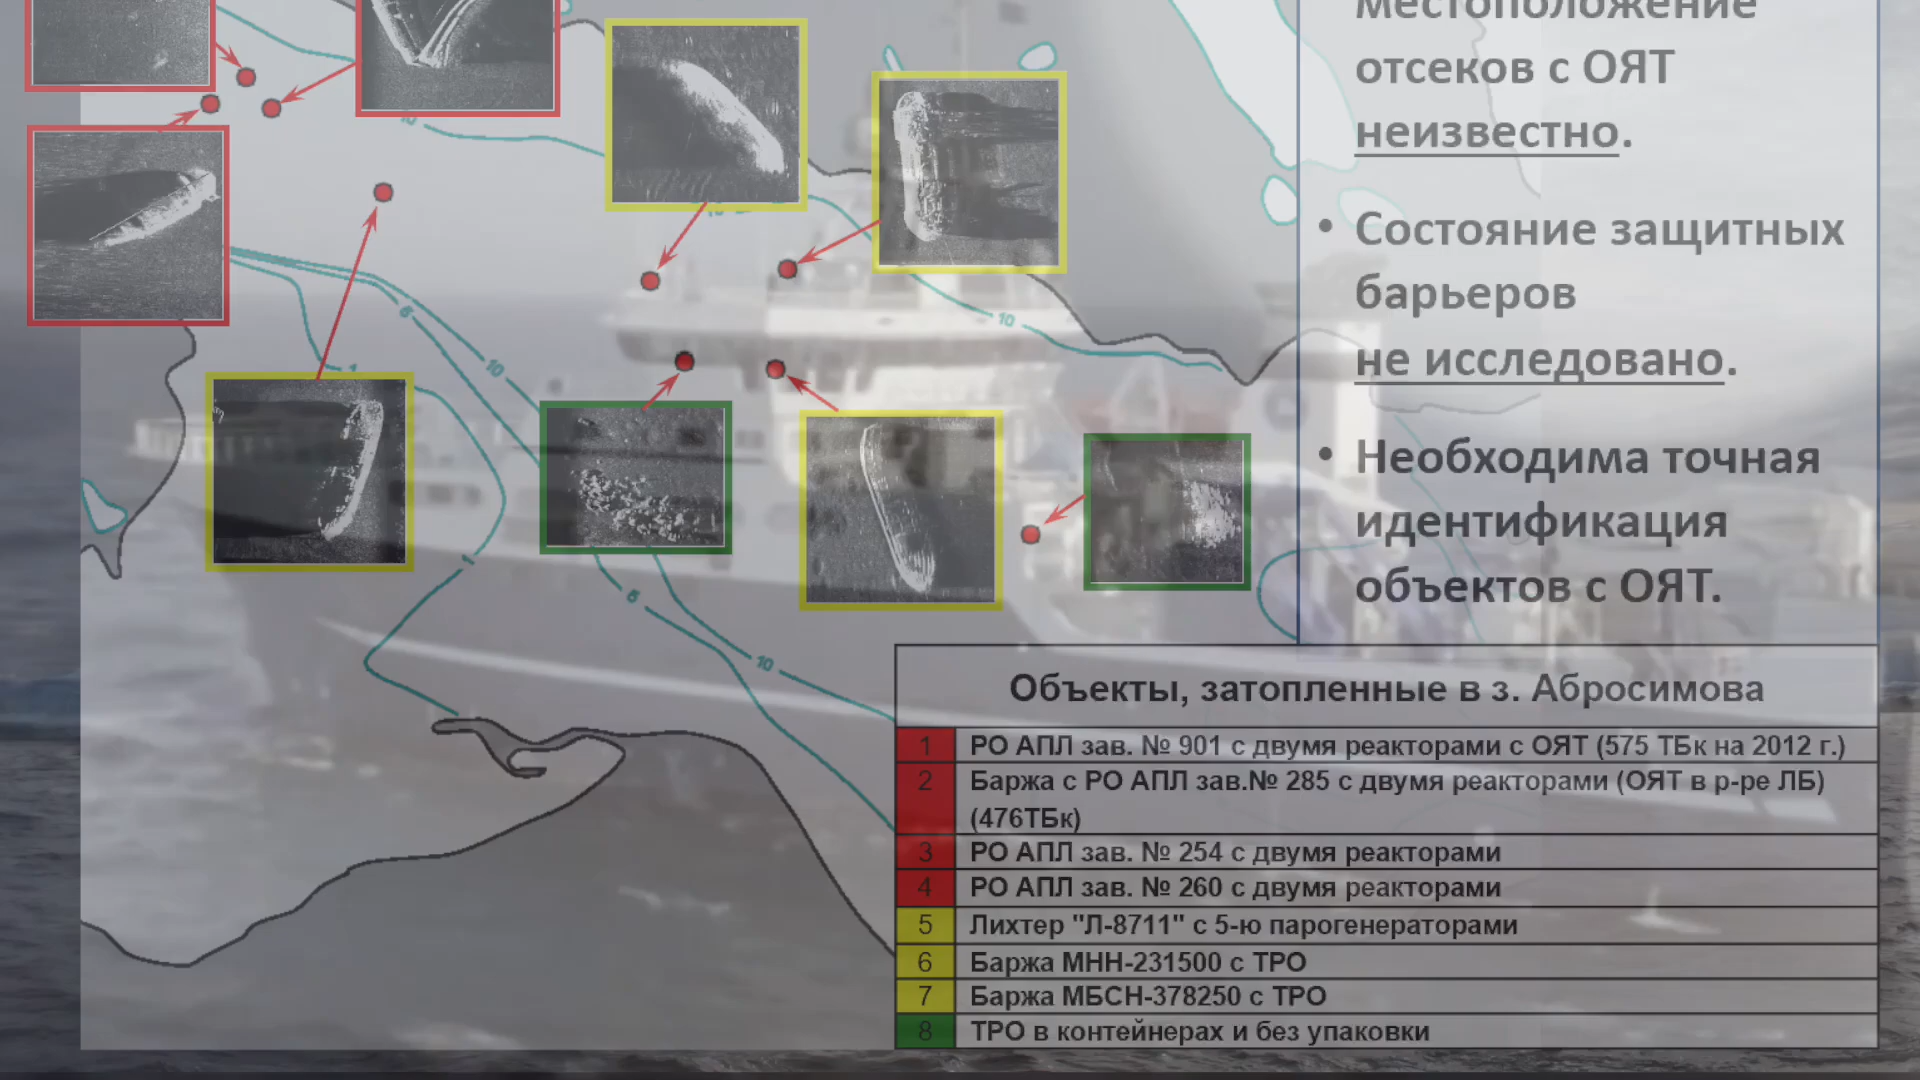 Местоположение
отсеков с ОЯТ
неизвестно.
• Состояние защитных
барьеров
не исследовано.
• Необходима точная
идентификация
объектов с ОЯТ.
10
10
10
6
10
1
1
6
10
Объекты, затопленные в з. Абросимова
1 РО АПЛ зав. № 901 с двумя реакторами с ОЯТ (575 ТБк на 2012 г.)
2 Баржа с РО АПЛ зав.№ 285 с двумя реакторами (ОЯТ в р-ре ЛБ)
(476ТБк)
3 РО АПЛ зав. № 254 с двумя реакторами
4 РО АПЛ зав. № 260 с двумя реакторами
5 Лихтер "Л-8711" с 5-ю парогенераторами
6 Баржа МНН-231500 с ТРО
7 Баржа МБСН-378250 с ТРО
8 ТРО в контейнерах и без упаковки